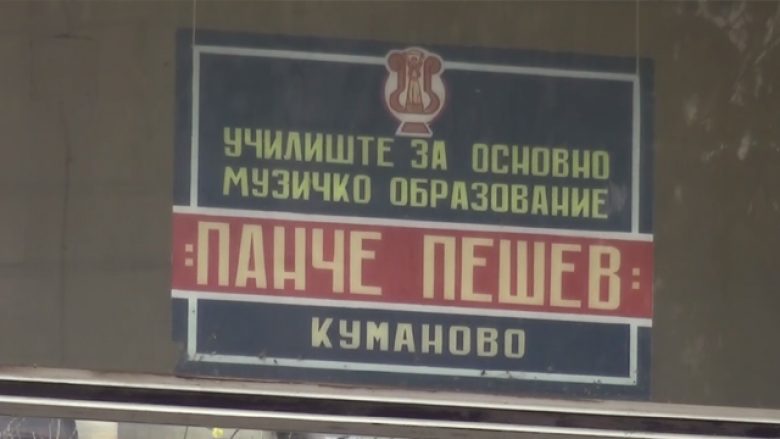 УЧИЛИШТЕ ЗА ОСНОВНО
МУЗИЧКО ОБРАЗОВАНИЕ
:ПАНЧЕ ПЕШЕВ:
КУМАНОВО